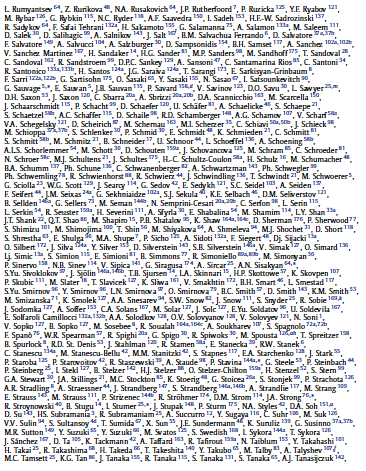 L. Rumyantsev 64, Z. Rurikova 48, N.A. Rusakovich 64, J.P. Rutherfoord 7, P. Ruzicka 125, Y.F. Ryabov 121,
M. Rybar 126, G. Rybkin 115, N.C. Ryder 118, A.F. Saavedra 150, I. Sadeh 153, H.F-W. Sadrozinski 137,
R. Sadykov 64, F. Safai Tehrani 132a, H. Sakamoto 155, G. Salamanna 75, A. Salamon 133a, M. Saleem 111,
D. Salek 30, D. Salihagic 99, A. Salnikov 143, J. Salt 167, B.M. Salvachua Ferrando 6, D. Salvatore 37a,37b,
F. Salvatore 149, A. Salvucci 104, A. Salzburger 30, D. Sampsonidis 154, B.H. Samset 117, A. Sanchez 102a,102b,
V. Sanchez Martinez 167, H. Sandaker 14, H.G. Sander 81, M.P. Sanders 98, M. Sandhoff 175, T. Sandoval 28,
C. Sandoval 162, R. Sandstroem 99, D.P.C. Sankey 129, A. Sansoni 47, C. Santamarina Rios 85, C. Santoni 34,
R. Santonico 133a,133b, H. Santos 124a, J.G. Saraiva 124a, T. Sarangi 173, E. Sarkisyan-Grinbaum 8,
F. Sarri 122a,122b, G. Sartisohn 175, O. Sasaki 65, Y. Sasaki 155, N. Sasao 67, I. Satsounkevitch 90,
G. Sauvage 5,*, E. Sauvan 5, J.B. Sauvan 115, P. Savard 158,d, V. Savinov 123, D.O. Savu 30, L. Sawyer 25,m,
D.H. Saxon 53, J. Saxon 120, C. Sbarra 20a, A. Sbrizzi 20a,20b, D.A. Scannicchio 163, M. Scarcella 150,
J. Schaarschmidt 115, P. Schacht 99, D. Schaefer 120, U. Schäfer 81, A. Schaelicke 46, S. Schaepe 21,
S. Schaetzel 58b, A.C. Schaffer 115, D. Schaile 98, R.D. Schamberger 148, A.G. Schamov 107, V. Scharf 58a,
V.A. Schegelsky 121, D. Scheirich 87, M. Schernau 163, M.I. Scherzer 35, C. Schiavi 50a,50b, J. Schieck 98,
M. Schioppa 37a,37b, S. Schlenker 30, P. Schmid 30, E. Schmidt 48, K. Schmieden 21, C. Schmitt 81,
S. Schmitt 58b, M. Schmitz 21, B. Schneider 17, U. Schnoor 44, L. Schoeffel 136, A. Schoening 58b,
A.L.S. Schorlemmer 54, M. Schott 30, D. Schouten 159a, J. Schovancova 125, M. Schram 85, C. Schroeder 81,
N. Schroer 58c, M.J. Schultens 21, J. Schultes 175, H.-C. Schultz-Coulon 58a, H. Schulz 16, M. Schumacher 48,
B.A. Schumm 137, Ph. Schune 136, C. Schwanenberger 82, A. Schwartzman 143, Ph. Schwegler 99,
Ph. Schwemling 78, R. Schwienhorst 88, R. Schwierz 44, J. Schwindling 136, T. Schwindt 21, M. Schwoerer 5,
G. Sciolla 23, W.G. Scott 129, J. Searcy 114, G. Sedov 42, E. Sedykh 121, S.C. Seidel 103, A. Seiden 137,
F. Seifert 44, J.M. Seixas 24a, G. Sekhniaidze 102a, S.J. Sekula 40, K.E. Selbach 46, D.M. Seliverstov 121,
B. Sellden 146a, G. Sellers 73, M. Seman 144b, N. Semprini-Cesari 20a,20b, C. Serfon 98, L. Serin 115,
L. Serkin 54, R. Seuster 159a, H. Severini 111, A. Sfyrla 30, E. Shabalina 54, M. Shamim 114, L.Y. Shan 33a,
J.T. Shank 22, Q.T. Shao 86, M. Shapiro 15, P.B. Shatalov 95, K. Shaw 164a,164c, D. Sherman 176, P. Sherwood 77,
S. Shimizu 101, M. Shimojima 100, T. Shin 56, M. Shiyakova 64, A. Shmeleva 94, M.J. Shochet 31, D. Short 118,
S. Shrestha 63, E. Shulga 96, M.A. Shupe 7, P. Sicho 125, A. Sidoti 132a, F. Siegert 48, Dj. Sijacki 13a,
O. Silbert 172, J. Silva 124a, Y. Silver 153, D. Silverstein 143, S.B. Silverstein 146a, V. Simak 127, O. Simard 136,
Lj. Simic 13a, S. Simion 115, E. Simioni 81, B. Simmons 77, R. Simoniello 89a,89b, M. Simonyan 36,
P. Sinervo 158, N.B. Sinev 114, V. Sipica 141, G. Siragusa 174, A. Sircar 25, A.N. Sisakyan 64,*,
S.Yu. Sivoklokov 97, J. Sjölin 146a,146b, T.B. Sjursen 14, L.A. Skinnari 15, H.P. Skottowe 57, K. Skovpen 107,
P. Skubic 111, M. Slater 18, T. Slavicek 127, K. Sliwa 161, V. Smakhtin 172, B.H. Smart 46, L. Smestad 117,
S.Yu. Smirnov 96, Y. Smirnov 96, L.N. Smirnova 97, O. Smirnova 79, B.C. Smith 57, D. Smith 143, K.M. Smith 53,
M. Smizanska 71, K. Smolek 127, A.A. Snesarev 94, S.W. Snow 82, J. Snow 111, S. Snyder 25, R. Sobie 169,k,
J. Sodomka 127, A. Soffer 153, C.A. Solans 167, M. Solar 127, J. Solc 127, E.Yu. Soldatov 96, U. Soldevila 167,
E. Solfaroli Camillocci 132a,132b, A.A. Solodkov 128, O.V. Solovyanov 128, V. Solovyev 121, N. Soni 1,
V. Sopko 127, B. Sopko 127, M. Sosebee 8, R. Soualah 164a,164c, A. Soukharev 107, S. Spagnolo 72a,72b,
F. Spanò 76, W.R. Spearman 57, R. Spighi 20a, G. Spigo 30, R. Spiwoks 30, M. Spousta 126,ah, T. Spreitzer 158,
B. Spurlock 8, R.D. St. Denis 53, J. Stahlman 120, R. Stamen 58a, E. Stanecka 39, R.W. Stanek 6,
C. Stanescu 134a, M. Stanescu-Bellu 42, M.M. Stanitzki 42, S. Stapnes 117, E.A. Starchenko 128, J. Stark 55,
P. Staroba 125, P. Starovoitov 42, R. Staszewski 39, A. Staude 98, P. Stavina 144a,*, G. Steele 53, P. Steinbach 44,
P. Steinberg 25, I. Stekl 127, B. Stelzer 142, H.J. Stelzer 88, O. Stelzer-Chilton 159a, H. Stenzel 52, S. Stern 99,
G.A. Stewart 30, J.A. Stillings 21, M.C. Stockton 85, K. Stoerig 48, G. Stoicea 26a, S. Stonjek 99, P. Strachota 126,
A.R. Stradling 8, A. Straessner 44, J. Strandberg 147, S. Strandberg 146a,146b, A. Strandlie 117, M. Strang 109,
E. Strauss 143, M. Strauss 111, P. Strizenec 144b, R. Ströhmer 174, D.M. Strom 114, J.A. Strong 76,*,
R. Stroynowski 40, B. Stugu 14, I. Stumer 25,*, J. Stupak 148, P. Sturm 175, N.A. Styles 42, D.A. Soh 151,w,
D. Su 143, HS. Subramania 3, R. Subramaniam 25, A. Succurro 12, Y. Sugaya 116, C. Suhr 106, M. Suk 126,
V.V. Sulin 94, S. Sultansoy 4d, T. Sumida 67, X. Sun 55, J.E. Sundermann 48, K. Suruliz 139, G. Susinno 37a,37b,
M.R. Sutton 149, Y. Suzuki 65, Y. Suzuki 66, M. Svatos 125, S. Swedish 168, I. Sykora 144a, T. Sykora 126,
J. Sánchez 167, D. Ta 105, K. Tackmann 42, A. Taffard 163, R. Tafirout 159a, N. Taiblum 153, Y. Takahashi 101,
H. Takai 25, R. Takashima 68, H. Takeda 66, T. Takeshita 140, Y. Takubo 65, M. Talby 83, A. Talyshev 107,f,
M.C. Tamsett 25, K.G. Tan 86, J. Tanaka 155, R. Tanaka 115, S. Tanaka 131, S. Tanaka 65, A.J. Tanasijczuk 142,